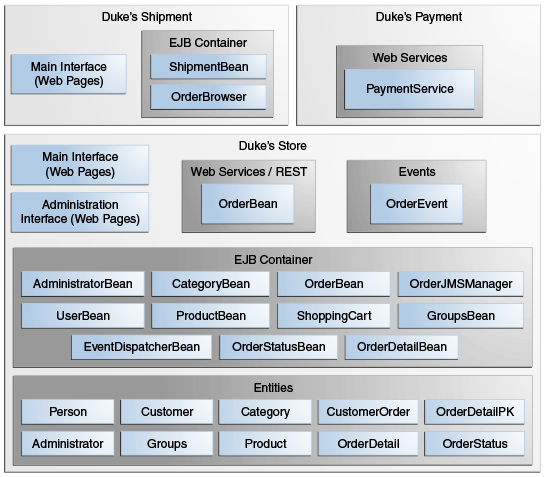 Duke's Shipment
Main Interface
(Web Pages)
EJB Container
ShipmentBean
OrderBrowser
Duke's Payment
Web Services
PaymentService
Duke's Store
Main Interface
(Web Pages)
Administration
Interface (Web Pages)
Web Services / REST
OrderBean
Events
OrderEvent
EJB Container
AdministratorBean
CategoryBean
OrderBean
OrderJMSManager
UserBean
ProductBean
ShoppingCart
GroupsBean
EventDispatcherBean
OrderStatusBean
OrderDetailBean
Entities
Person
Customer
Category
CustomerOrder
OrderDetailPK
Administrator
Groups
Product
OrderDetail
OrderStatus